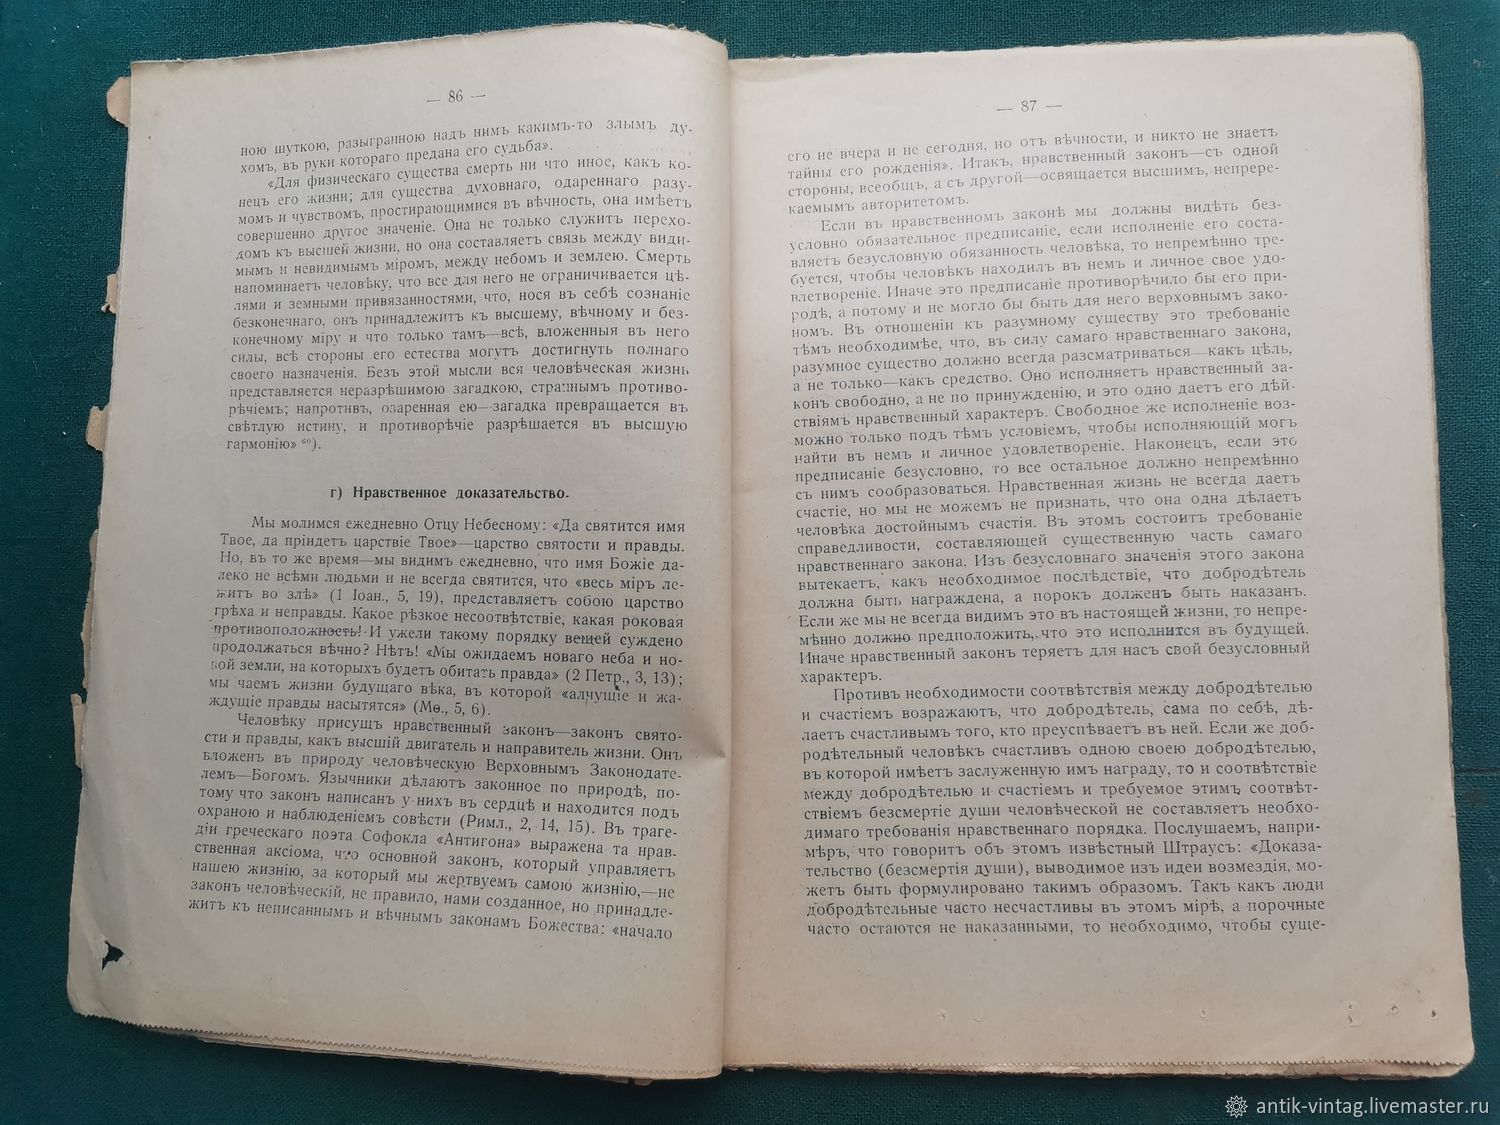 — 86 —
ною шуткою, разыгранною надъ нимъ какимъ-то злымъ ду-
хомъ, въ руки котораго предана его судьба».
«Для физическаго существа смерть ни что иное, какъ ко-
нецъ его жизни; для существа духовнаго, одареннаго разу-
момъ и чувствомъ, простирающимися въ вѣчность, она имѣетъ
совершенно другое значеніе. Она не только служитъ перехо-
домъ къ высшей жизни, но она составляетъ связь между види-
мымъ и невидимымъ міромъ, между небомъ и землею. Смерть
напоминаетъ человѣку, что все для него не ограничивается цѣ-
лями и земными привязанностями, что, нося въ себѣ сознаніе
безконечнаго, онъ принадлежитъ къ высшему, вѣчному и без-
конечному міру и что только тамъ—всѣ, вложенныя въ него
силы, всѣ стороны его естества могутъ достигнуть полнаго
своего назначенія. Безъ этой мысли вся человѣческая жизнь
представляется неразрѣшимою загадкою, страннымъ противо-
рѣчіемъ; напротивъ, озаренная ею—загадка превращается въ
свѣтлую истину, и противорѣчіе разрѣшается въ высшую
гармонію» ⁶⁰).
г) Нравственное доказательство.
Мы молимся ежедневно Отцу Небесному: «Да святится имя
Твое, да пріидетъ царствіе Твое»—царство святости и правды.
Но, въ то же время—мы видимъ ежедневно, что имя Божіе да-
леко не всѣми людьми и не всегда святится, что «весь міръ ле-
житъ во злѣ» (1 Іоан., 5, 19), представляетъ собою царство
грѣха и неправды. Какое рѣзкое несоотвѣтствіе, какая роковая
противоположность! И ужели такому порядку вещей суждено
продолжаться вѣчно? Нѣтъ! «Мы ожидаемъ новаго неба и но-
вой земли, на которыхъ будетъ обитать правда» (2 Петр., 3, 13);
мы чаемъ жизни будущаго вѣка, въ которой «алчущіе и жа-
ждущіе правды насытятся» (Мѳ., 5, 6).
Человѣку присущъ нравственный законъ—законъ свято-
сти и правды, какъ высшій двигатель и направитель жизни. Онъ
вложенъ въ природу человѣческую Верховнымъ Законодате-
лемъ—Богомъ. Язычники дѣлаютъ законное по природѣ, по-
тому что законъ написанъ у нихъ въ сердцѣ и находится подъ
охраною и наблюденіемъ совѣсти (Римл., 2, 14, 15). Въ траге-
діи греческаго поэта Софокла «Антигона» выражена та нрав-
ственная аксіома, что основной законъ, который управляетъ
нашею жизнію, за который мы жертвуемъ самою жизнію,—не
законъ человѣческій, не правило, нами созданное, но принадле-
житъ къ неписаннымъ и вѣчнымъ законамъ Божества: «начало
— 87 —
его не вчера и не сегодня, но отъ вѣчности, и никто не знаетъ
тайны его рожденія». Итакъ, нравственный законъ—съ одной
стороны, всеобщъ, а съ другой—освящается высшимъ, непрере-
каемымъ авторитетомъ.
Если въ нравственномъ законѣ мы должны видѣть без-
условно обязательное предписаніе, если исполненіе его соста-
вляетъ безусловную обязанность человѣка, то непремѣнно тре-
буется, чтобы человѣкъ находилъ въ немъ и личное свое удо-
влетвореніе. Иначе это предписаніе противорѣчило бы его при-
родѣ, а потому и не могло бы быть для него верховнымъ зако-
номъ. Въ отношеніи къ разумному существу это требованіе
тѣмъ необходимѣе, что, въ силу самаго нравственнаго закона,
разумное существо должно всегда разсматриваться—какъ цѣль,
а не только—какъ средство. Оно исполняетъ нравственный за-
конъ свободно, а не по принужденію, и это одно даетъ его дѣй-
ствіямъ нравственный характеръ. Свободное же исполненіе воз-
можно только подъ тѣмъ условіемъ, чтобы исполняющій могъ
найти въ немъ и личное удовлетвореніе. Наконецъ, если это
предписаніе безусловно, то все остальное должно непремѣнно
съ нимъ сообразоваться. Нравственная жизнь не всегда даетъ
счастіе, но мы не можемъ не признать, что она одна дѣлаетъ
человѣка достойнымъ счастія. Въ этомъ состоитъ требованіе
справедливости, составляющей существенную часть самаго
нравственнаго закона. Изъ безусловнаго значенія этого закона
вытекаетъ, какъ необходимое послѣдствіе, что добродѣтель
должна быть награждена, а порокъ долженъ быть наказанъ.
Если же мы не всегда видимъ это въ настоящей жизни, то непре-
мѣнно должно предположить, что это исполнится въ будущей.
Иначе нравственный законъ теряетъ для насъ свой безусловный
характеръ.
Противъ необходимости соотвѣтствія между добродѣтелью
и счастіемъ возражаютъ, что добродѣтель, сама по себѣ, дѣ-
лаетъ счастливымъ того, кто преуспѣваетъ въ ней. Если же доб-
родѣтельный человѣкъ счастливъ одною своею добродѣтелью,
въ которой имѣетъ заслуженную имъ награду, то и соотвѣтствіе
между добродѣтелью и счастіемъ и требуемое этимъ соотвѣт-
ствіемъ безсмертіе души человѣческой не составляетъ необхо-
димаго требованія нравственнаго порядка. Послушаемъ, напри-
мѣръ, что говоритъ объ этомъ извѣстный Штраусъ: «Доказа-
тельство (безсмертія души), выводимое изъ идеи возмездія, мо-
жетъ быть формулировано такимъ образомъ. Такъ какъ люди
добродѣтельные часто несчастливы въ этомъ мірѣ, а порочные
часто остаются не наказанными, то необходимо, чтобы суще-
antik-vintag.livemaster.ru